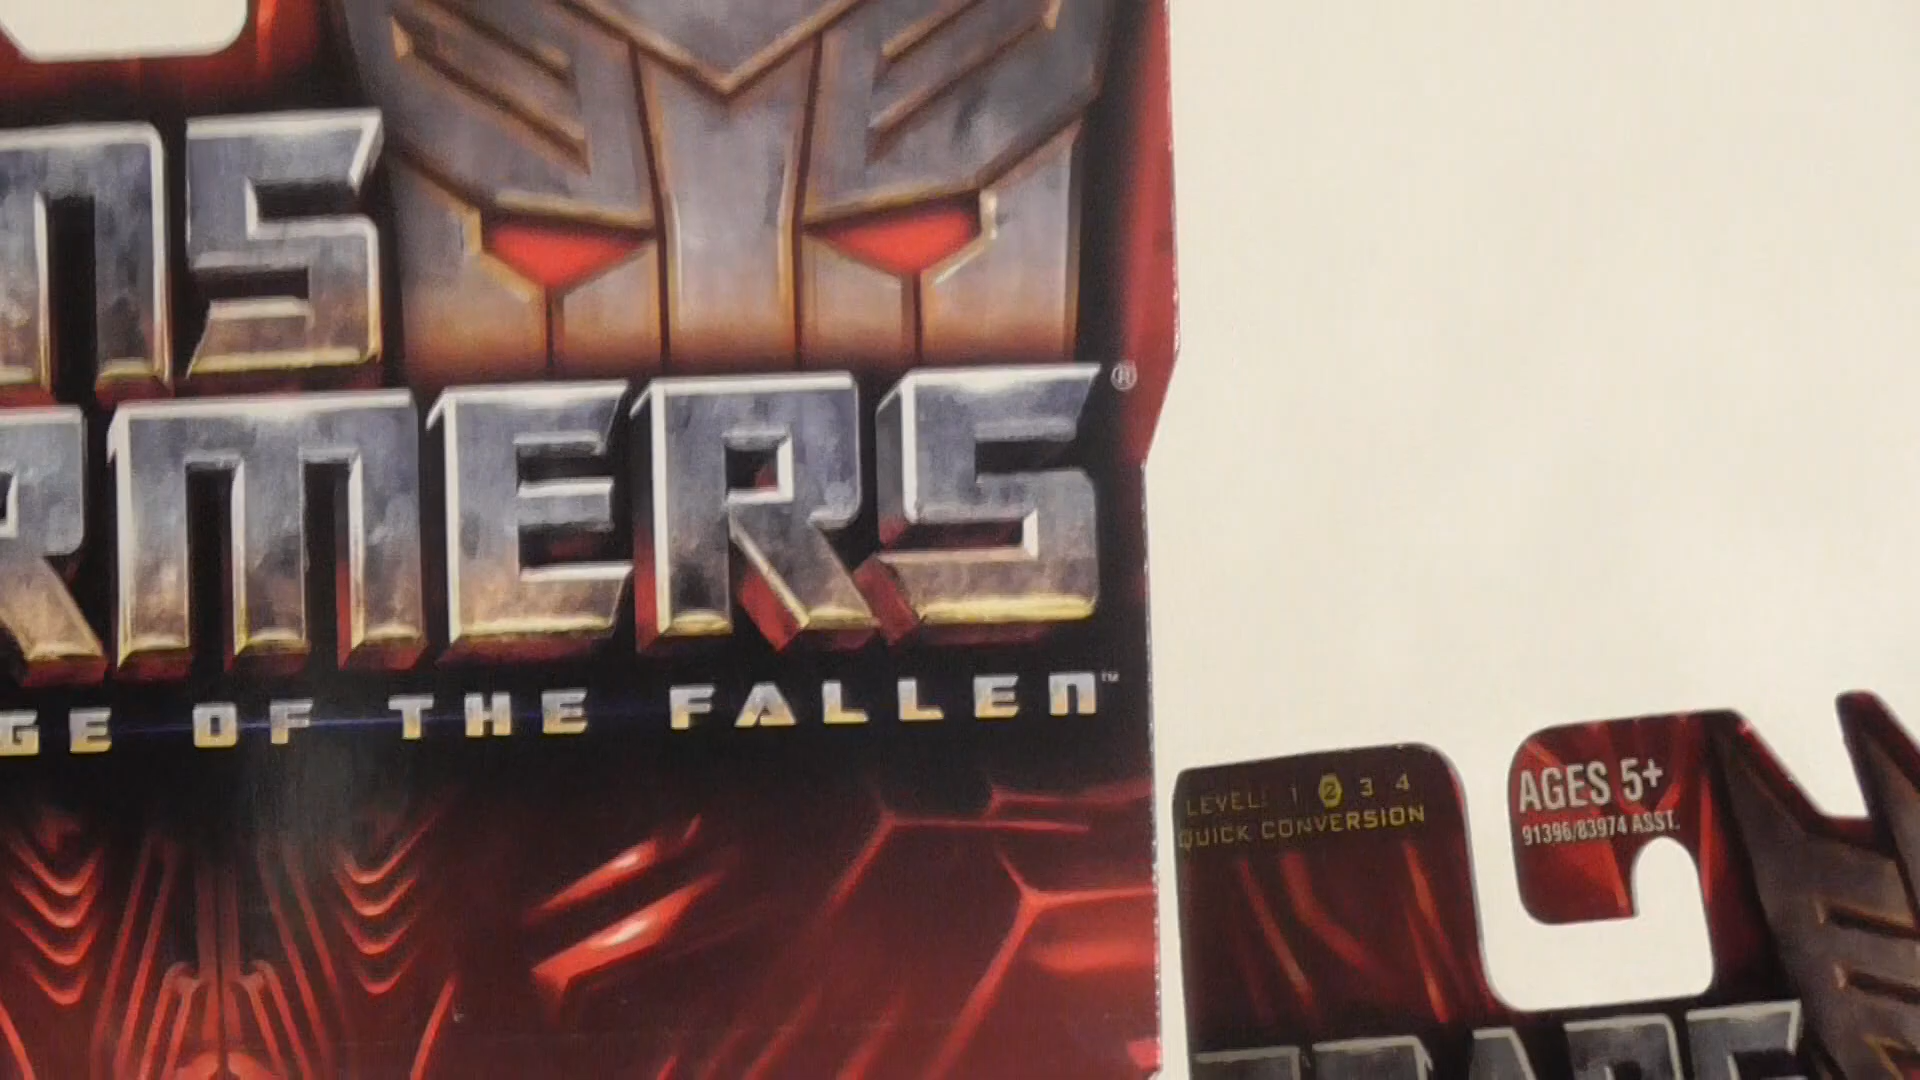 NS
RMERS®
GE OF THE FALLEN™
LEVEL: 1 2 3 4
QUICK CONVERSION
AGES 5+
91396/83974 ASST.